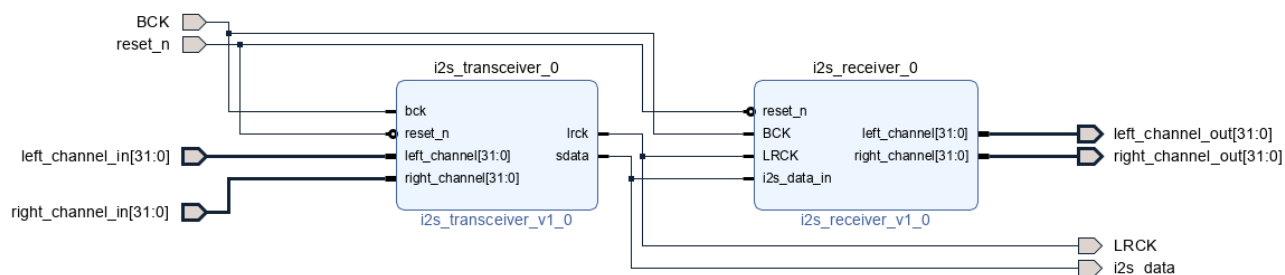 BCK
reset_n
i2s_transceiver_0
i2s_receiver_0
bck
reset_n
left_channel[31:0]
right_channel[31:0]
lrck
sdata
reset_n
BCK
LRCK
i2s_data_in
left_channel[31:0]
right_channel[31:0]
left_channel_in[31:0]
right_channel_in[31:0]
left_channel_out[31:0]
right_channel_out[31:0]
i2s_transceiver_v1_0
i2s_receiver_v1_0
LRCK
i2s_data